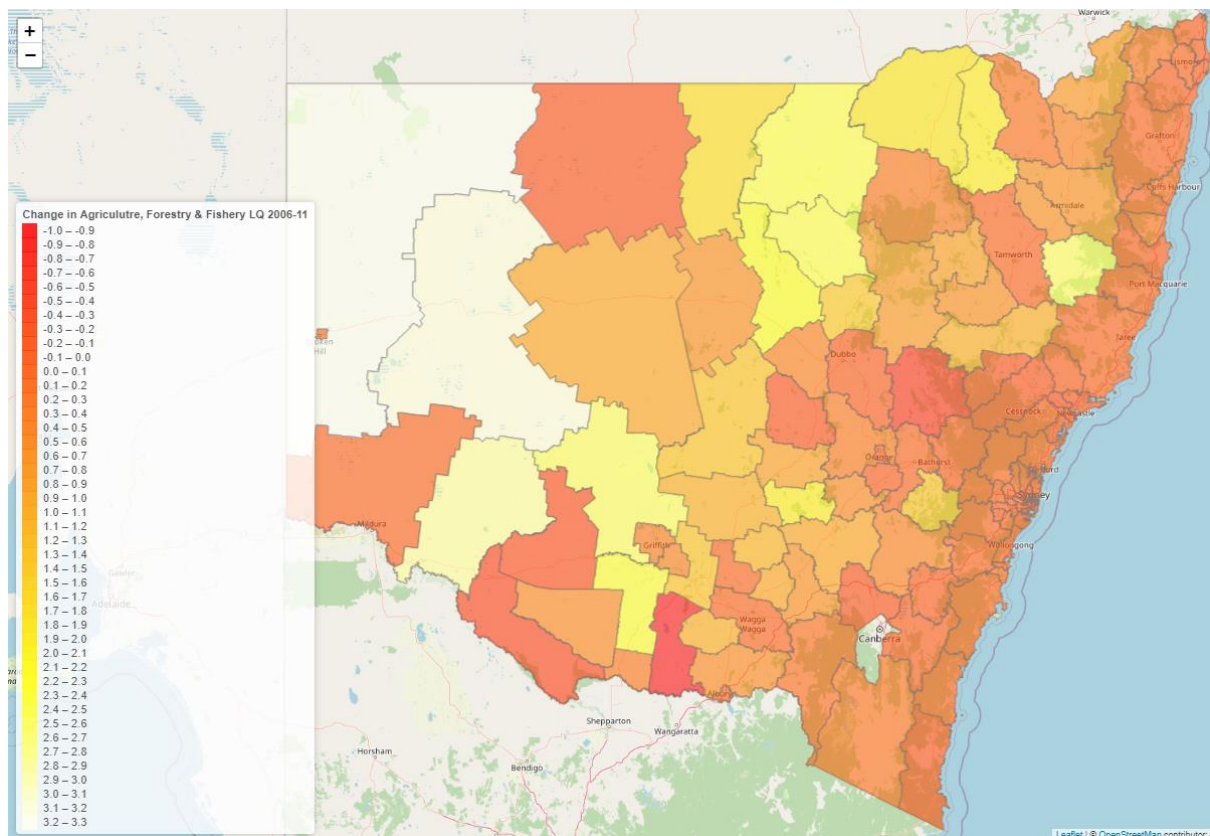 +
−
Warwick
Lismore
Grafton
Coffs Harbour
Armidale
Tamworth
Port Macquarie
Taree
Change in Agriculutre, Forestry & Fishery LQ 2006-11
-1.0 – -0.9
-0.9 – -0.8
-0.8 – -0.7
-0.7 – -0.6
-0.6 – -0.5
-0.5 – -0.4
-0.4 – -0.3
-0.3 – -0.2
-0.2 – -0.1
-0.1 – 0.0
0.0 – 0.1
0.1 – 0.2
0.2 – 0.3
0.3 – 0.4
0.4 – 0.5
0.5 – 0.6
0.6 – 0.7
0.7 – 0.8
0.8 – 0.9
0.9 – 1.0
1.0 – 1.1
1.1 – 1.2
1.2 – 1.3
1.3 – 1.4
1.4 – 1.5
1.5 – 1.6
1.6 – 1.7
1.7 – 1.8
1.8 – 1.9
1.9 – 2.0
2.0 – 2.1
2.1 – 2.2
2.2 – 2.3
2.3 – 2.4
2.4 – 2.5
2.5 – 2.6
2.6 – 2.7
2.7 – 2.8
2.8 – 2.9
2.9 – 3.0
3.0 – 3.1
3.1 – 3.2
3.2 – 3.3
Broken
Hill
Dubbo
Cessnock
Newcastle
Orange
Bathurst
Gosford
Sydney
Mildura
Griffith
Wollongong
Gawler
Adelaide
Wagga
Wagga
Canberra
Albury
Shepparton
Wangaratta
Horsham
Bendigo
Leaflet | © OpenStreetMap contributor